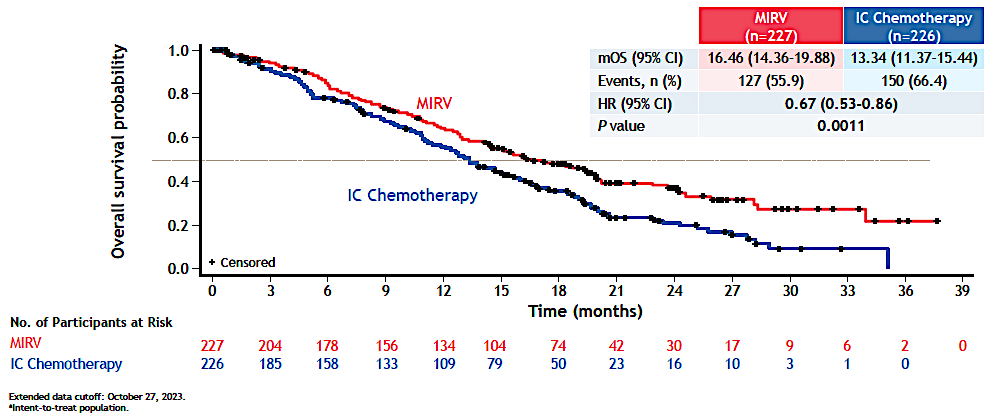 MIRV IC Chemotherapy
(n=227) (n=226)
mOS (95% CI) 16.46 (14.36-19.88) 13.34 (11.37-15.44)
Events, n (%) 127 (55.9) 150 (66.4)
HR (95% CI) 0.67 (0.53-0.86)
P value 0.0011
Overall survival probability
1.0
0.8
0.6
0.4
0.2
0.0
MIRV
IC Chemotherapy
+ Censored
0 3 6 9 12 15 18 21 24 27 30 33 36 39
Time (months)
No. of Participants at Risk
MIRV 227 204 178 156 134 104 74 42 30 17 9 6 2 0
IC Chemotherapy 226 185 158 133 109 79 50 23 16 10 3 1 0
Extended data cutoff: October 27, 2023.
ᵃIntent-to-treat population.